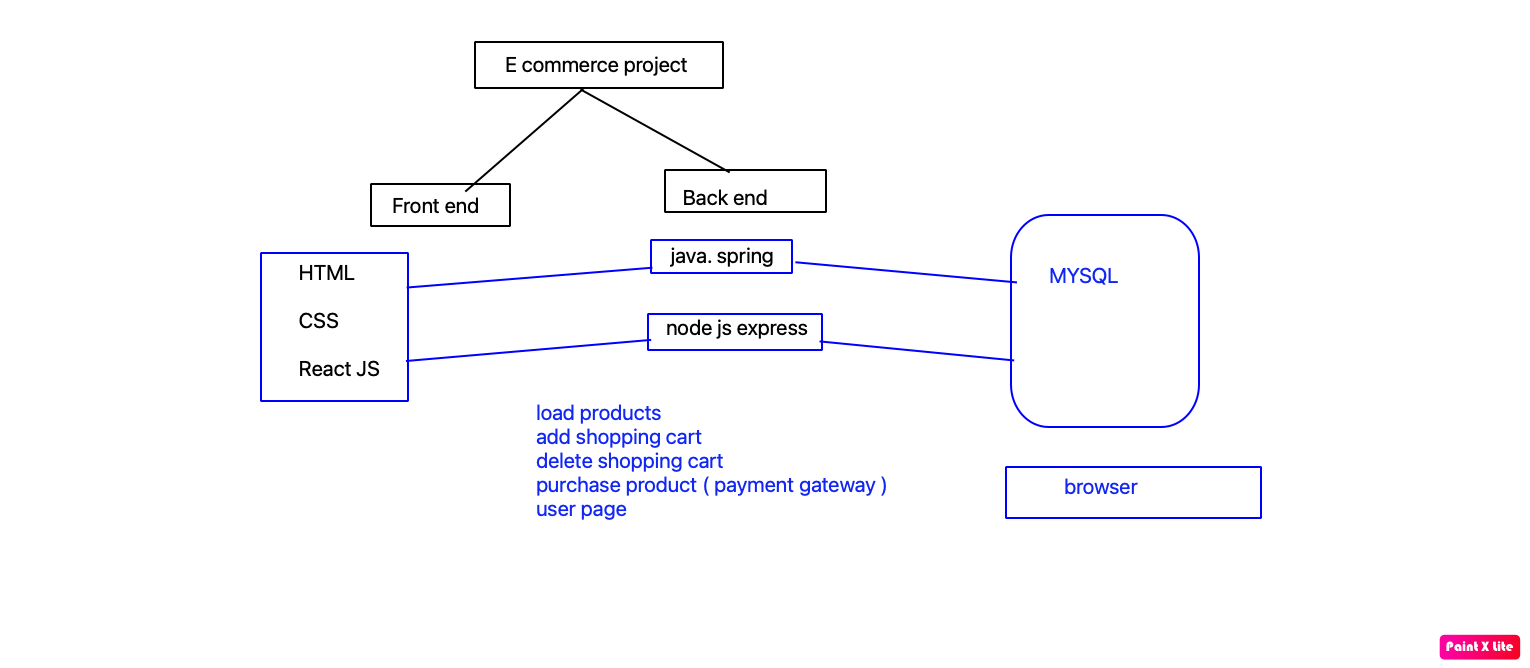 E commerce project
Front end
Back end
HTML
CSS
React JS
java. spring
node js express
MYSQL
load products
add shopping cart
delete shopping cart
purchase product ( payment gateway )
user page
browser
Paint X Lite